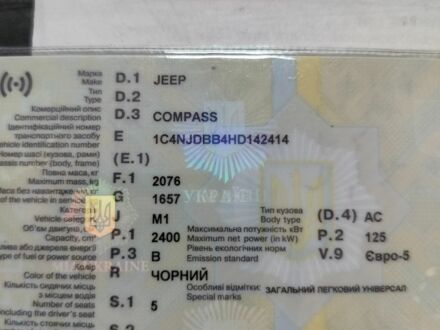 Марка D.1 JEEP
Make
Тип D.2
Type
Комерційний опис D.3 COMPASS
Commercial description
Ідентифікаційний номер
транспортного засобу E 1C4NJDBB4HD142414
Vehicle identification number
Номер шасі (кузова, рами) (E.1)
chassis number (body, frame)
Повна маса, кг F.1 2076
Maximum mass, kg
Маса без навантаження, кг G 1657
of the vehicle in service УКРАЇНА
Категорія M1 Тип кузова (D.4) AC
Vehicle category Body type
Об'єм двигуна, P.1 2400 Максимальна потужність кВт P.2 125
Capacity, cm³ Maximum net power (in kW)
палива або джерела енергії P.3 B Рівень екологічних норм V.9 Євро-5
type of fuel or power source Emission standard
UKRAINE
Колір ЧОРНИЙ
Color of the vehicle
Кількість сидячих місць Особливі відмітки: ЗАГАЛЬНИЙ ЛЕГКОВИЙ УНІВЕРСАЛ
з місцем водія S.1 5 Special marks
Number of seats,
including the driver's seat
Кількість стоячих місць S.2